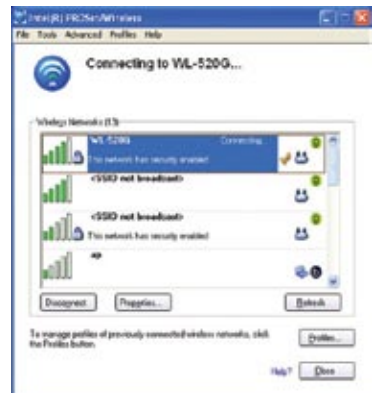 Intel(R) PROSet/Wireless
File Tools Advanced Profiles Help
Connecting to WL-520G...
Wireless Networks (13)
WL-520G Connecting...
This network has security enabled
<SSID not broadcast>
<SSID not broadcast>
This network has security enabled
ap
Disconnect Properties... Refresh
To manage profiles of previously connected wireless networks, click
the Profiles button.
Profiles...
Help? Close